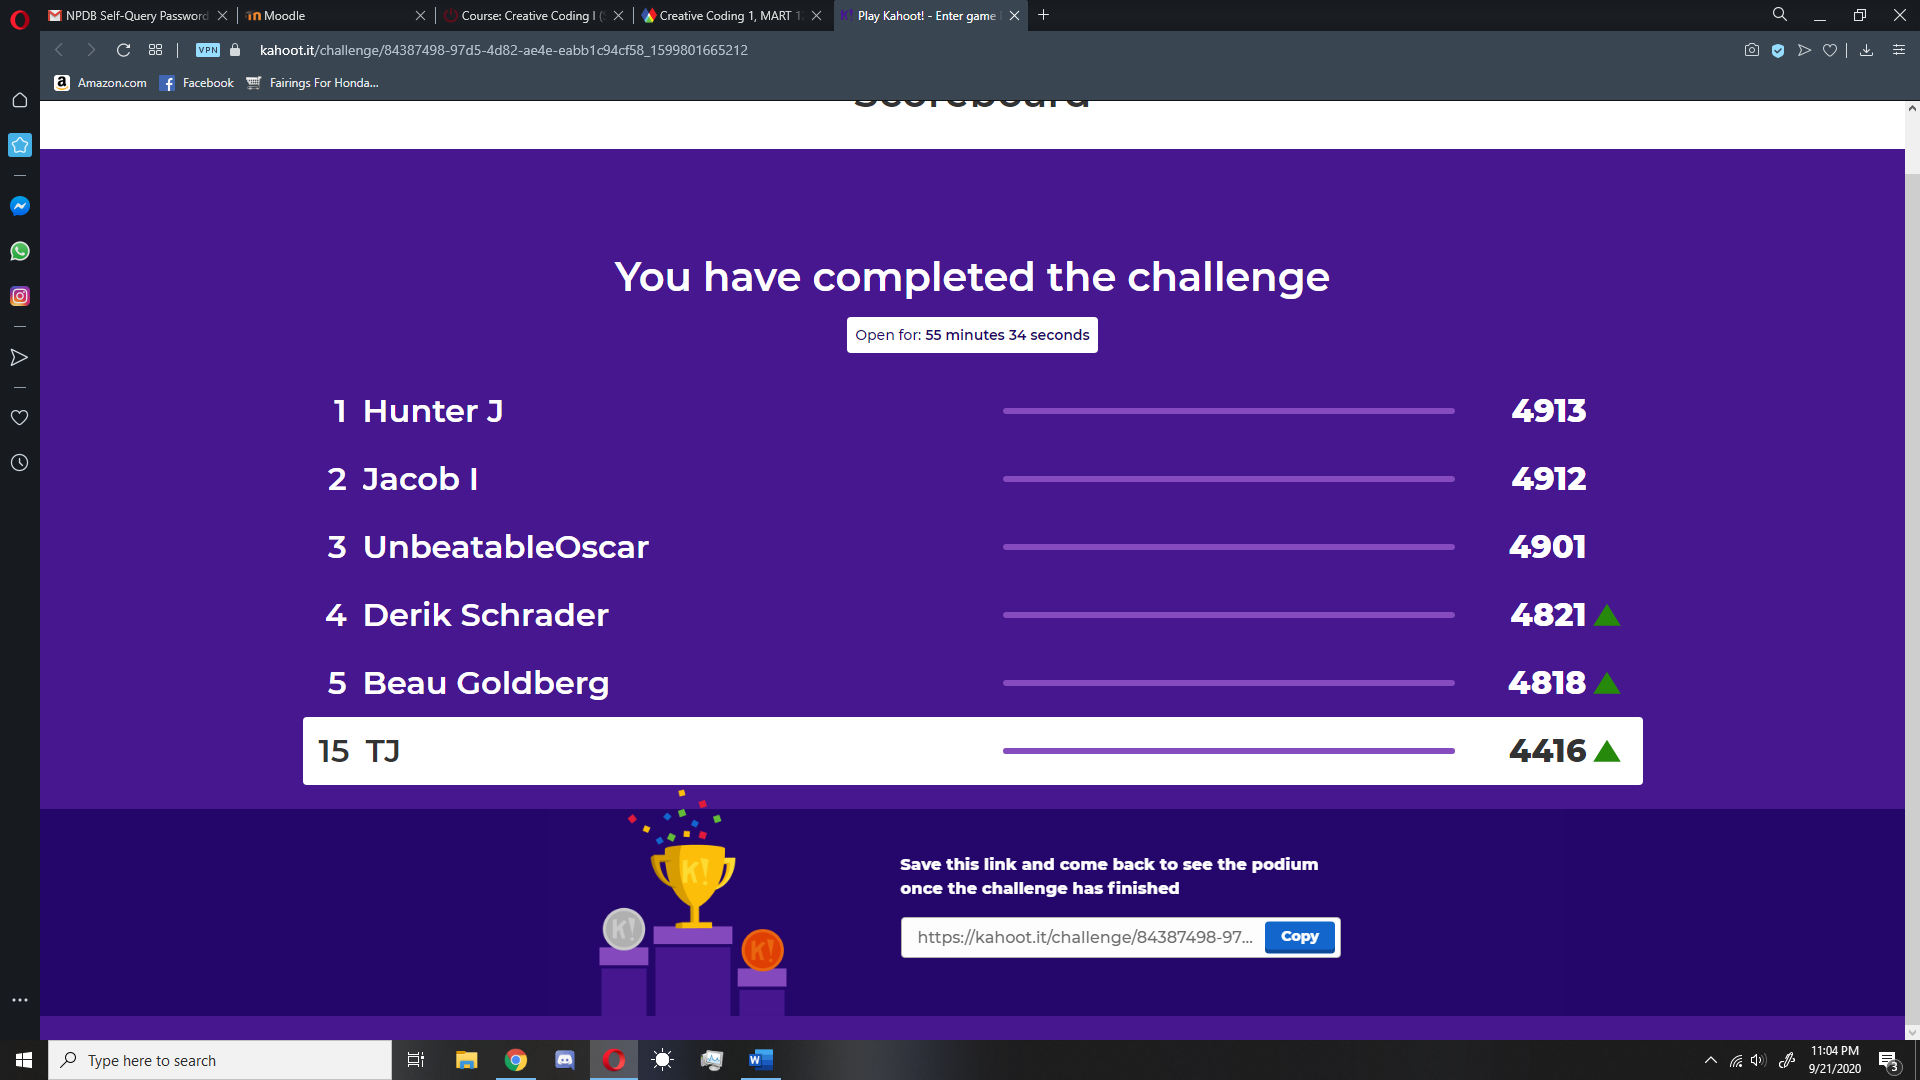 NPDB Self-Query Password
Moodle
Course: Creative Coding I (
Creative Coding 1, MART 1
Play Kahoot! - Enter game
VPN
kahoot.it/challenge/84387498-97d5-4d82-ae4e-eabb1c94cf58_1599801665212
Amazon.com
Facebook
Fairings For Honda...
Scoreboard
You have completed the challenge
Open for: 55 minutes 34 seconds
1 Hunter J 4913
2 Jacob I 4912
3 UnbeatableOscar 4901
4 Derik Schrader 4821
5 Beau Goldberg 4818
15 TJ 4416
K!
K!
K!
Save this link and come back to see the podium
once the challenge has finished
https://kahoot.it/challenge/84387498-97... Copy
Type here to search
11:04 PM
9/21/2020
3